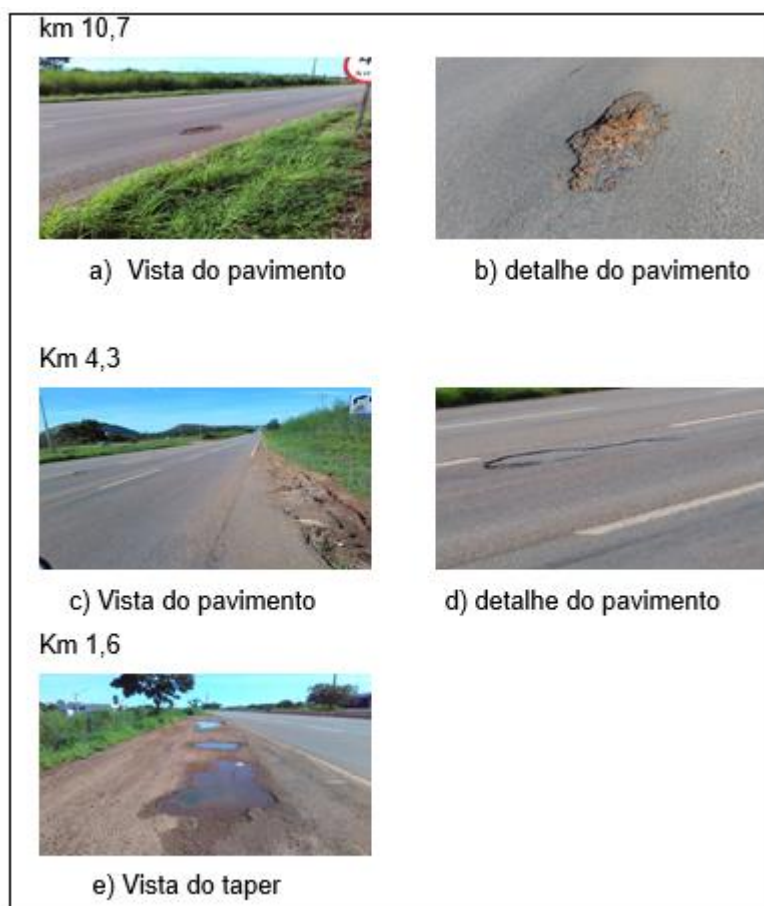 km 10,7
a) Vista do pavimento
b) detalhe do pavimento
Km 4,3
c) Vista do pavimento
d) detalhe do pavimento
Km 1,6
e) Vista do taper